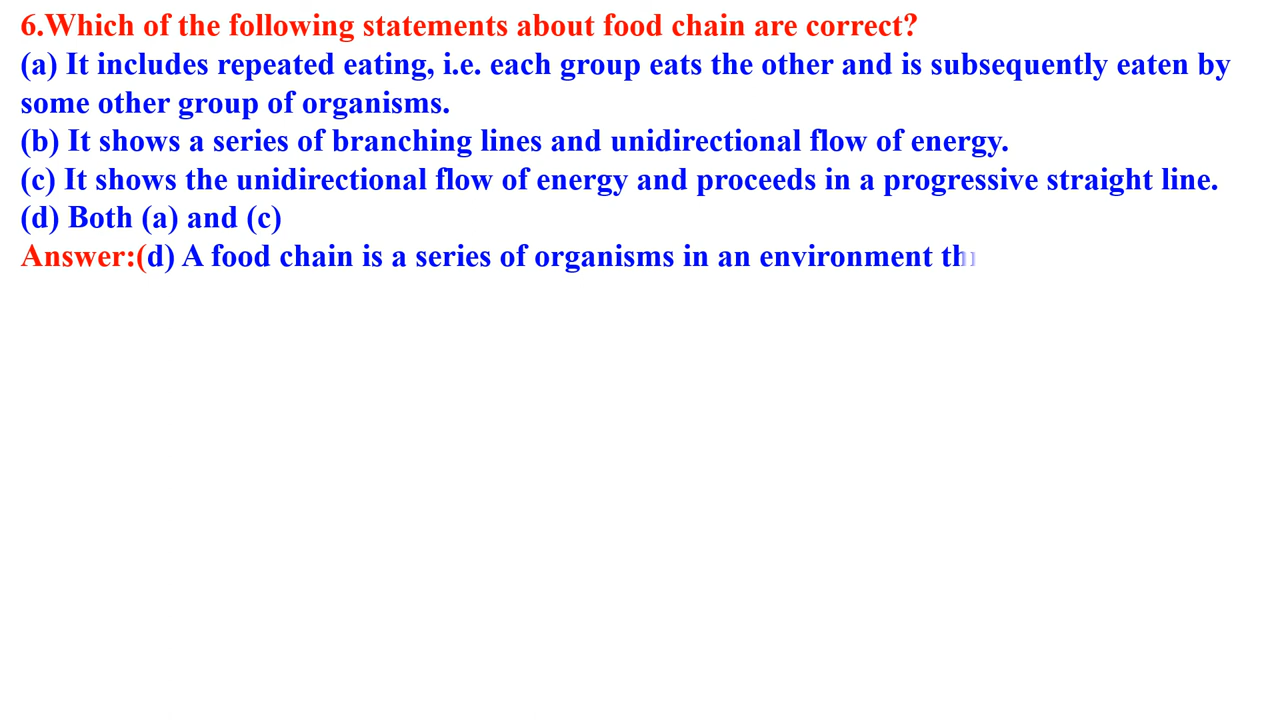 6.Which of the following statements about food chain are correct?
(a) It includes repeated eating, i.e. each group eats the other and is subsequently eaten by
some other group of organisms.
(b) It shows a series of branching lines and unidirectional flow of energy.
(c) It shows the unidirectional flow of energy and proceeds in a progressive straight line.
(d) Both (a) and (c)
Answer:(d) A food chain is a series of organisms in an environment